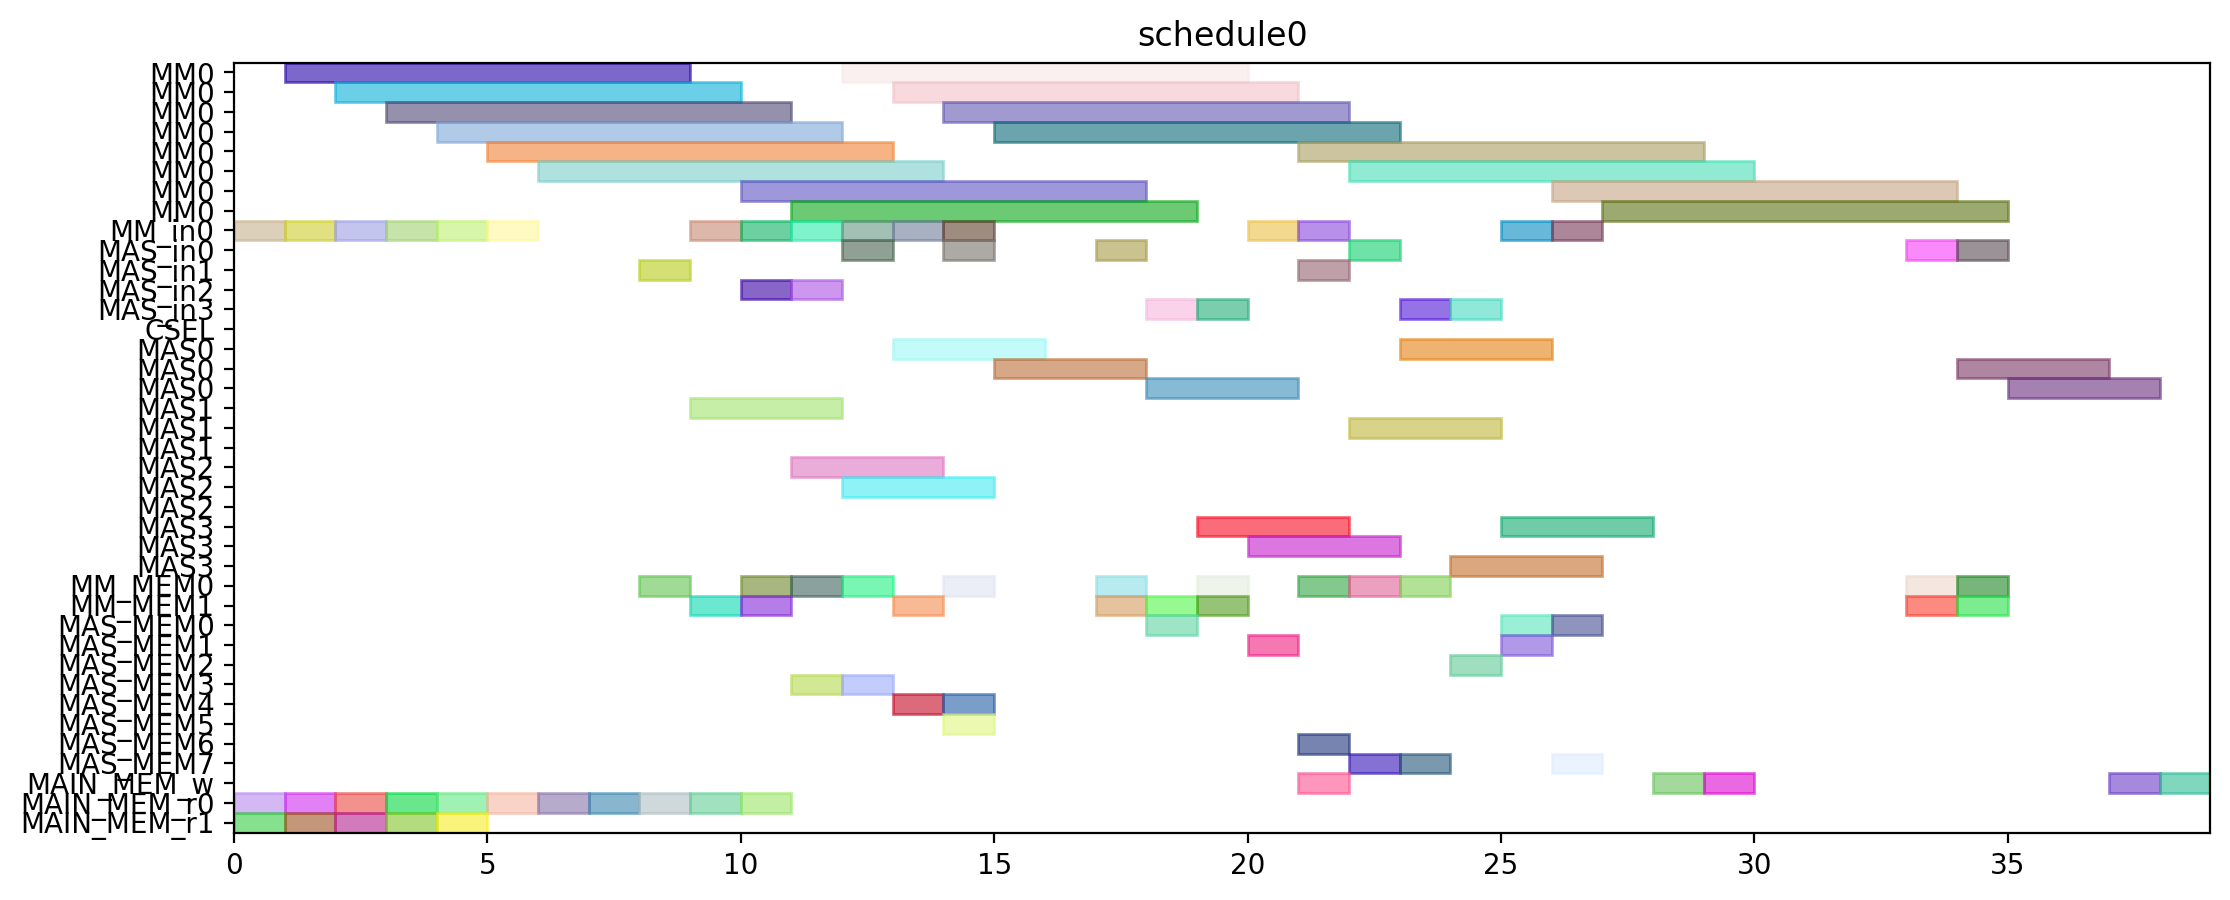 schedule0
MM0
MM0
MM0
MM0
MM0
MM0
MM0
MM0
MM_in0
MAS_in0
MAS_in1
MAS_in2
MAS_in3
CSEL
MAS0
MAS0
MAS0
MAS1
MAS1
MAS1
MAS2
MAS2
MAS2
MAS3
MAS3
MAS3
MM_MEM0
MM_MEM1
MAS_MEM0
MAS_MEM1
MAS_MEM2
MAS_MEM3
MAS_MEM4
MAS_MEM5
MAS_MEM6
MAS_MEM7
MAIN_MEM_w
MAIN_MEM_r0
MAIN_MEM_r1
0 5 10 15 20 25 30 35